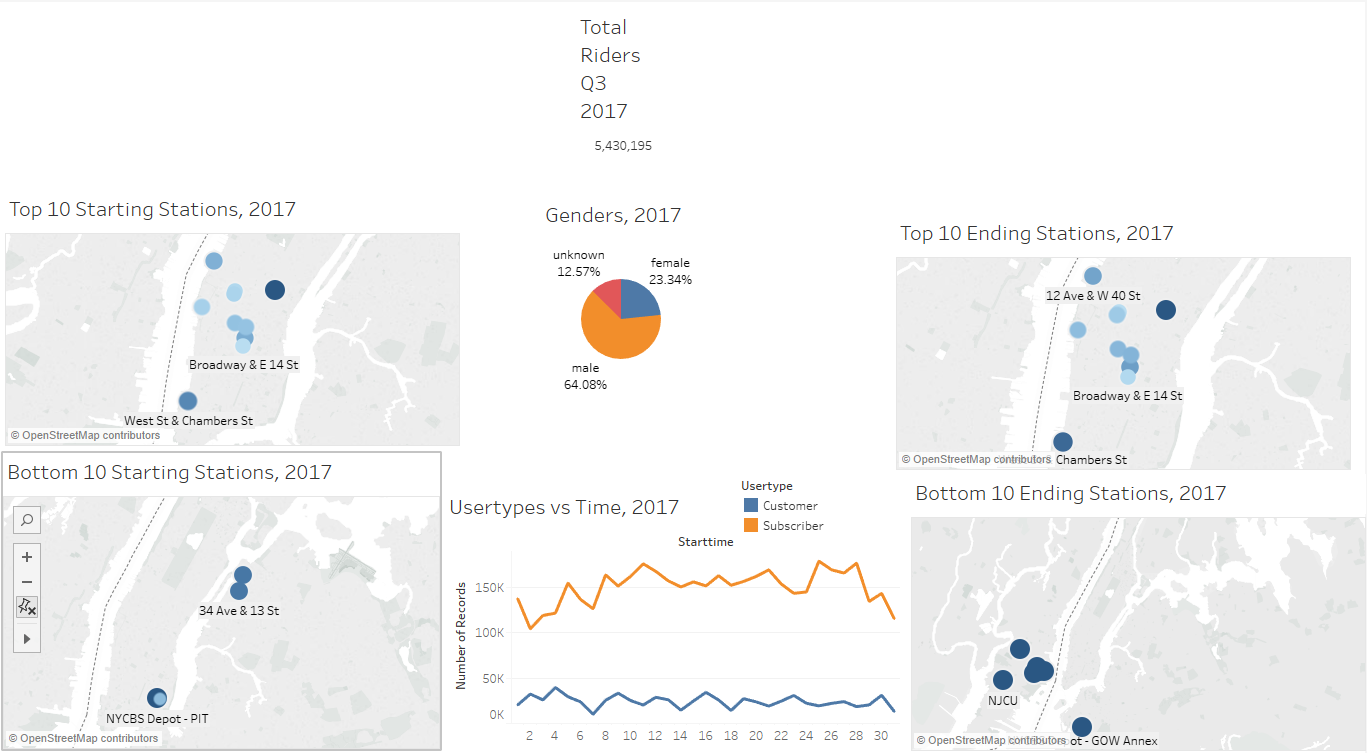 Total
Riders
Q3
2017
5,430,195
Top 10 Starting Stations, 2017
Broadway & E 14 St
West St & Chambers St
© OpenStreetMap contributors
Genders, 2017
unknown
12.57%
female
23.34%
male
64.08%
Top 10 Ending Stations, 2017
12 Ave & W 40 St
Broadway & E 14 St
© OpenStreetMap contributors Chambers St
Bottom 10 Starting Stations, 2017
34 Ave & 13 St
NYCBS Depot - PIT
© OpenStreetMap contributors
Usertypes vs Time, 2017
Usertype
Customer
Subscriber
Starttime
Number of Records
150K
100K
50K
0K
2 4 6 8 10 12 14 16 18 20 22 24 26 28 30
Bottom 10 Ending Stations, 2017
NJCU
© OpenStreetMap contributors ot - GOW Annex